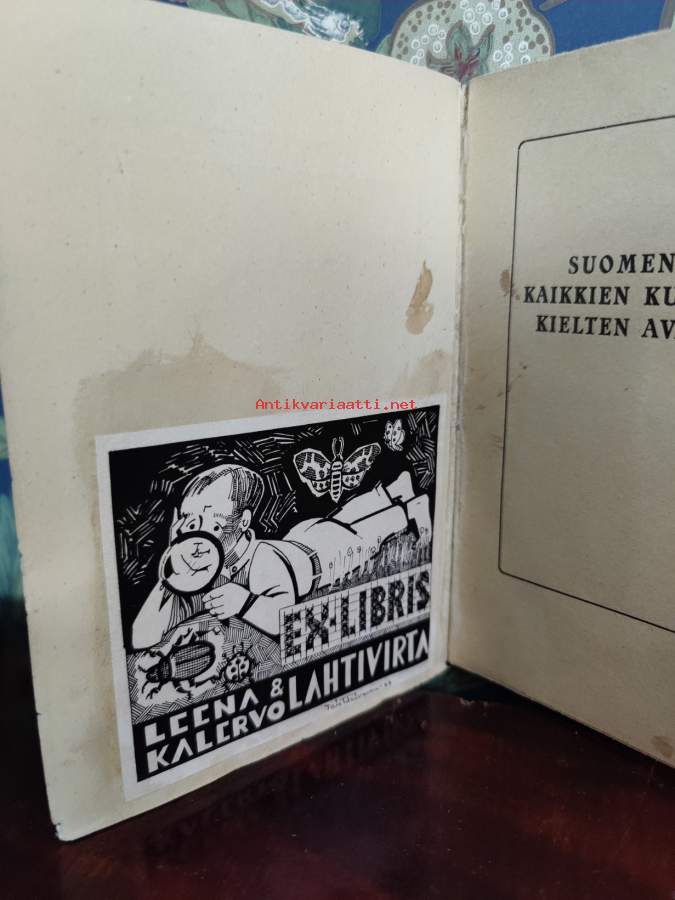 SUOMEN
KAIKKIEN KU
KIELTEN AV
Antikvariaatti.net
EX-LIBRIS
LEENA &
KALERVO LAHTIVIRTA